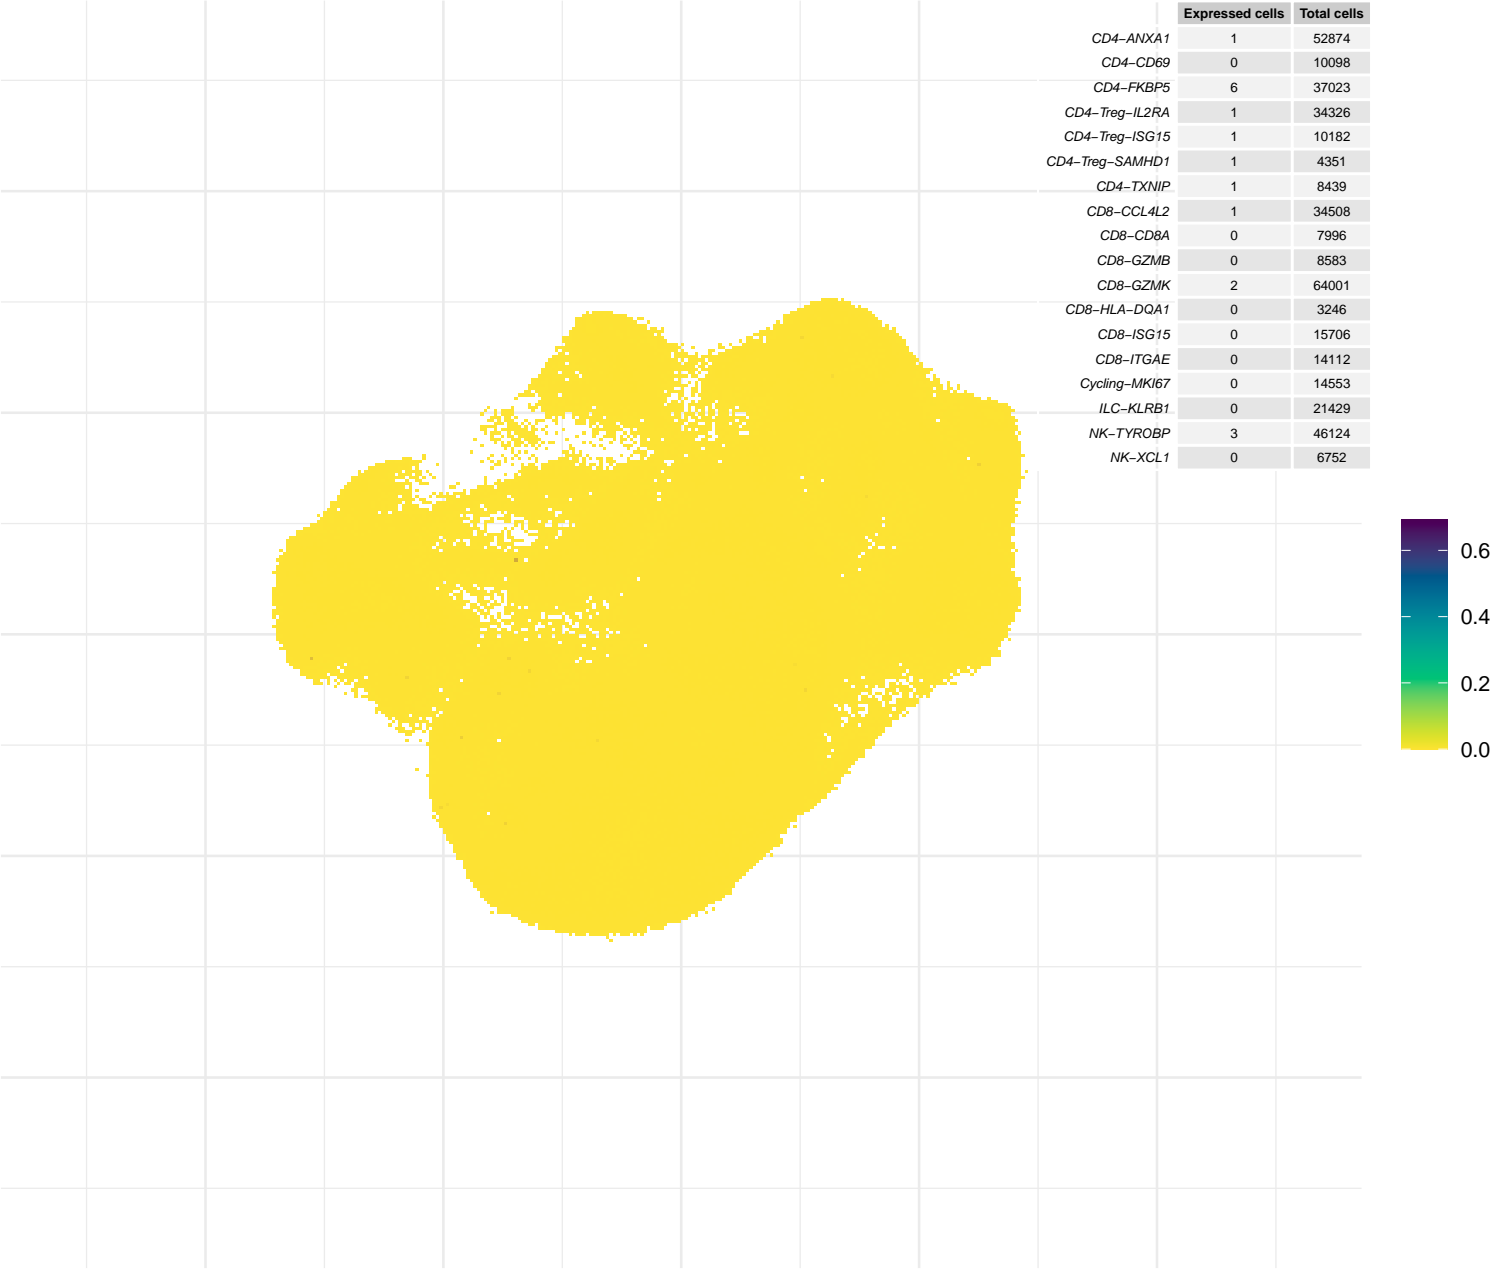 Expressed cells Total cells
CD4−ANXA1 1 52874
CD4−CD69 0 10098
CD4−FKBP5 6 37023
CD4−Treg−IL2RA 1 34326
CD4−Treg−ISG15 1 10182
CD4−Treg−SAMHD1 1 4351
CD4−TXNIP 1 8439
CD8−CCL4L2 1 34508
CD8−CD8A 0 7996
CD8−GZMB 0 8583
CD8−GZMK 2 64001
CD8−HLA−DQA1 0 3246
CD8−ISG15 0 15706
CD8−ITGAE 0 14112
Cycling−MKI67 0 14553
ILC−KLRB1 0 21429
NK−TYROBP 3 46124
NK−XCL1 0 6752
0.6
0.4
0.2
0.0